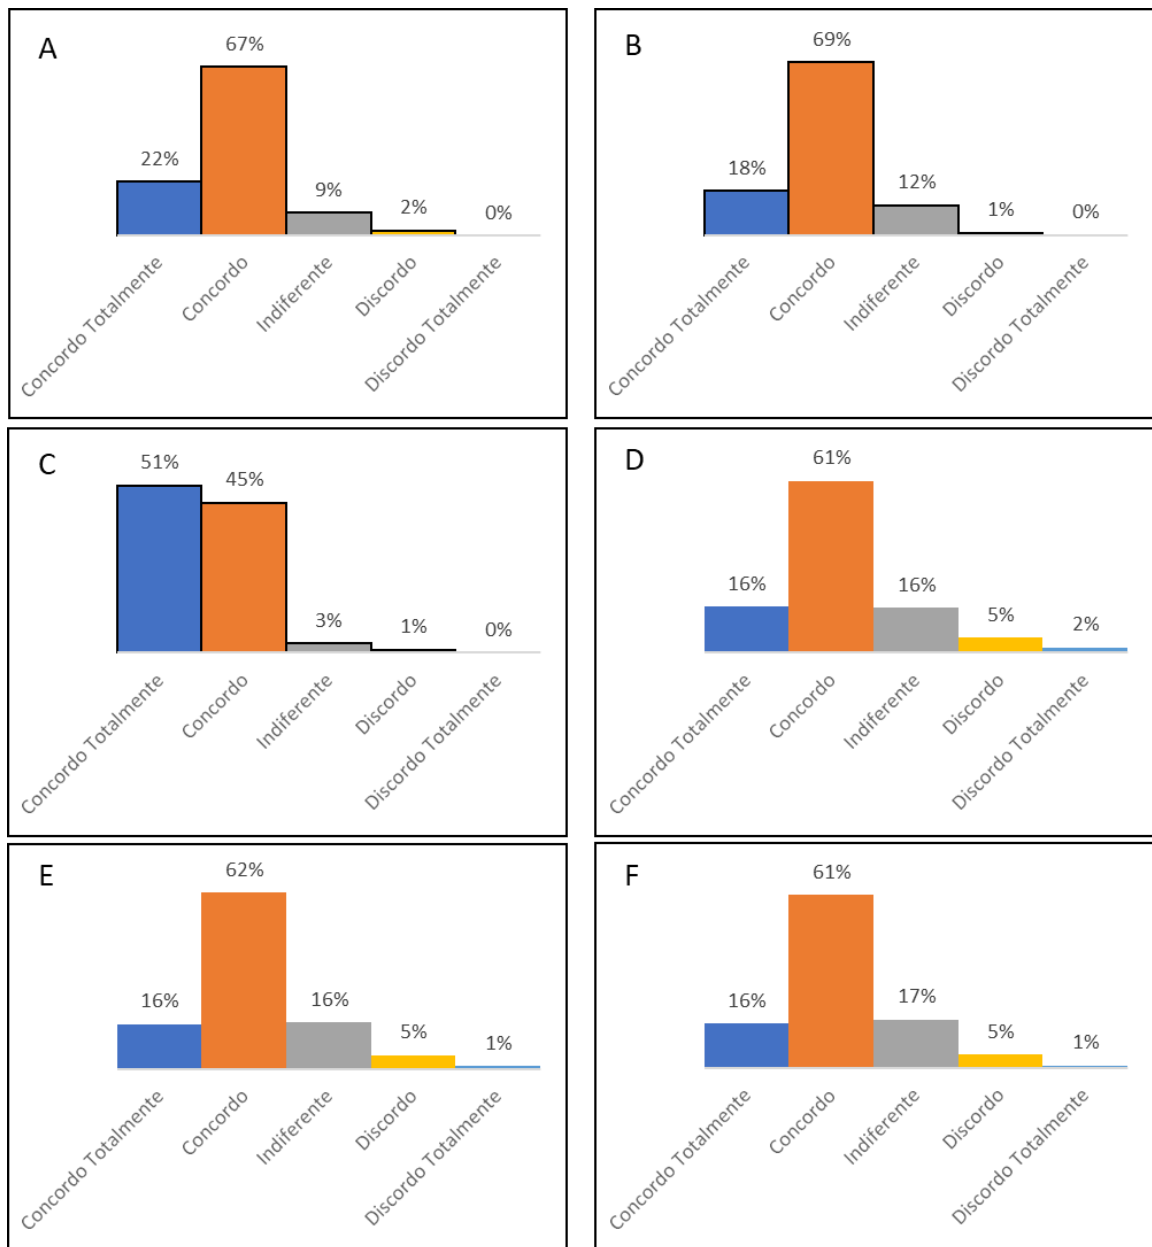 A
67%
22%
9%
2%
0%
Concordo Totalmente
Concordo
Indiferente
Discordo
Discordo Totalmente
B
69%
18%
12%
1%
0%
Concordo Totalmente
Concordo
Indiferente
Discordo
Discordo Totalmente
C
51%
45%
3%
1%
0%
Concordo Totalmente
Concordo
Indiferente
Discordo
Discordo Totalmente
D
61%
16%
16%
5%
2%
Concordo Totalmente
Concordo
Indiferente
Discordo
Discordo Totalmente
E
62%
16%
16%
5%
1%
Concordo Totalmente
Concordo
Indiferente
Discordo
Discordo Totalmente
F
61%
16%
17%
5%
1%
Concordo Totalmente
Concordo
Indiferente
Discordo
Discordo Totalmente